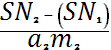 SN₂ – (SN₁)
a₂m₂